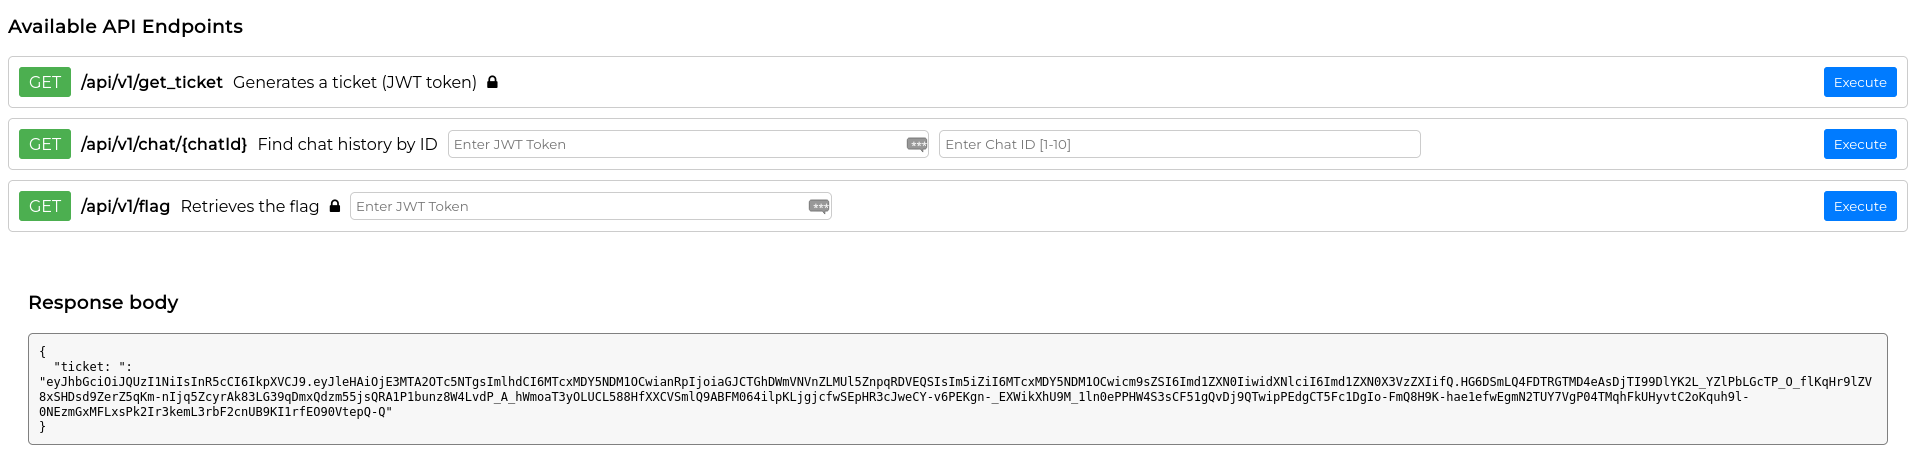 Available API Endpoints
GET /api/v1/get_ticket Generates a ticket (JWT token) Execute
GET /api/v1/chat/{chatId} Find chat history by ID Enter JWT Token *** Enter Chat ID [1-10] Execute
GET /api/v1/flag Retrieves the flag Enter JWT Token *** Execute
Response body
{
"ticket: ":
"eyJhbGciOiJQUzI1NiIsInR5cCI6IkpXVCJ9.eyJleHAiOjE3MTA2OTc5NTgsImlhdCI6MTcxMDY5NDM1OCwianRpIjoiaGJCTGhDWmVNVnZLMUl5ZnpqRDVEQSIsIm5iZiI6MTcxMDY5NDM1OCwicm9sZSI6Imd1ZXN0IiwidXNlciI6Imd1ZXN0X3VzZXIifQ.HG6DSmLQ4FDTRGTMD4eAsDjTI99DlYK2L_YZlPbLGcTP_O_flKqHr9lZV
8xSHDsd9ZerZ5qKm-nIjq5ZcyrAk83LG39qDmxQdzm55jsQRA1P1bunz8W4LvdP_A_hWmoaT3yOLUCL588HfXXCVSmlQ9ABFM064ilpKLjgjcfwSEpHR3cJweCY-v6PEKgn-_EXWikXhU9M_1ln0ePPHW4S3sCF51gQvDj9QTwipPEdgCT5Fc1DgIo-FmQ8H9K-hae1efwEgmN2TUY7VgP04TMqhFkUHyvtC2oKquh9l-
0NEzmGxMFLxsPk2Ir3kemL3rbF2cnUB9KI1rfEO90VtepQ-Q"
}